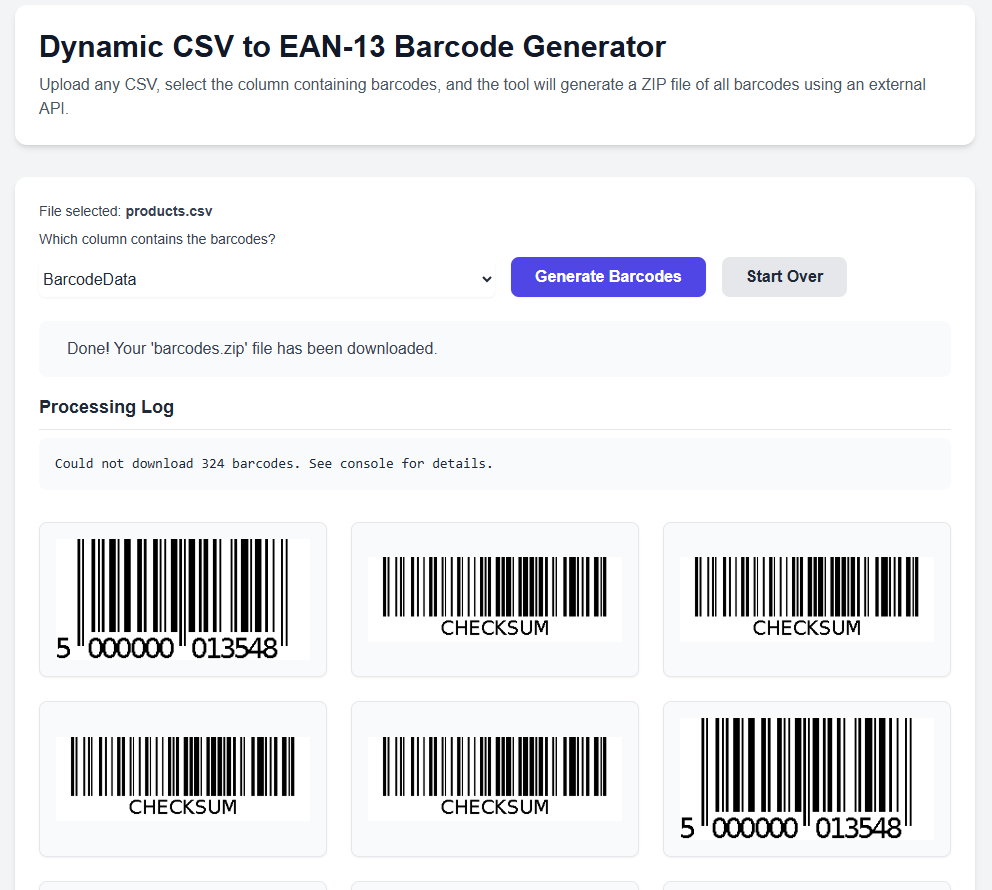 Dynamic CSV to EAN-13 Barcode Generator
Upload any CSV, select the column containing barcodes, and the tool will generate a ZIP file of all barcodes using an external
API.
File selected: products.csv
Which column contains the barcodes?
BarcodeData
Generate Barcodes
Start Over
Done! Your 'barcodes.zip' file has been downloaded.
Processing Log
Could not download 324 barcodes. See console for details.
5 000000 013548
CHECKSUM
CHECKSUM
CHECKSUM
CHECKSUM
5 000000 013548